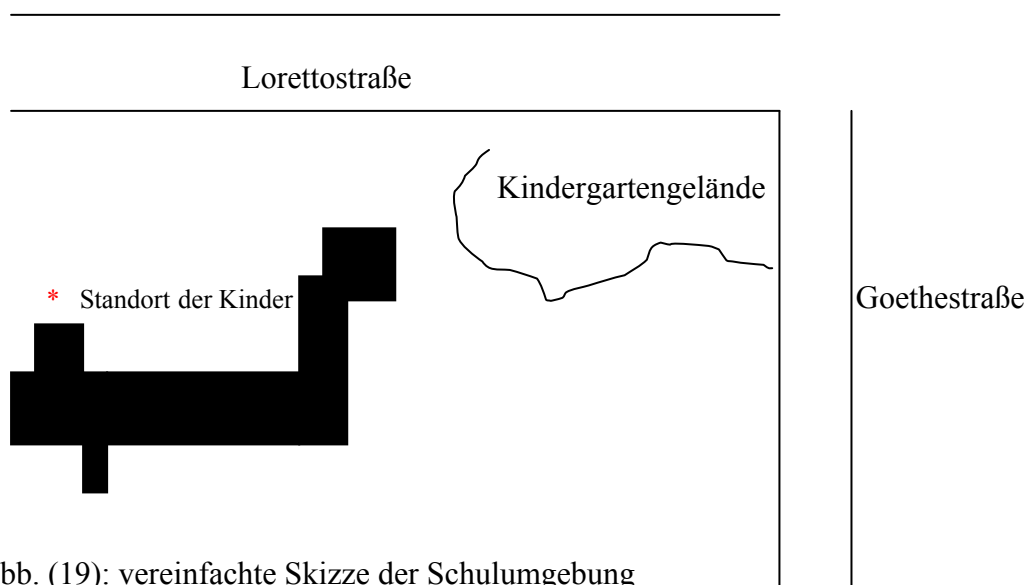 Lorettostraße
Kindergartengelände
* Standort der Kinder
Goethestraße
bb. (19): vereinfachte Skizze der Schulumgebung